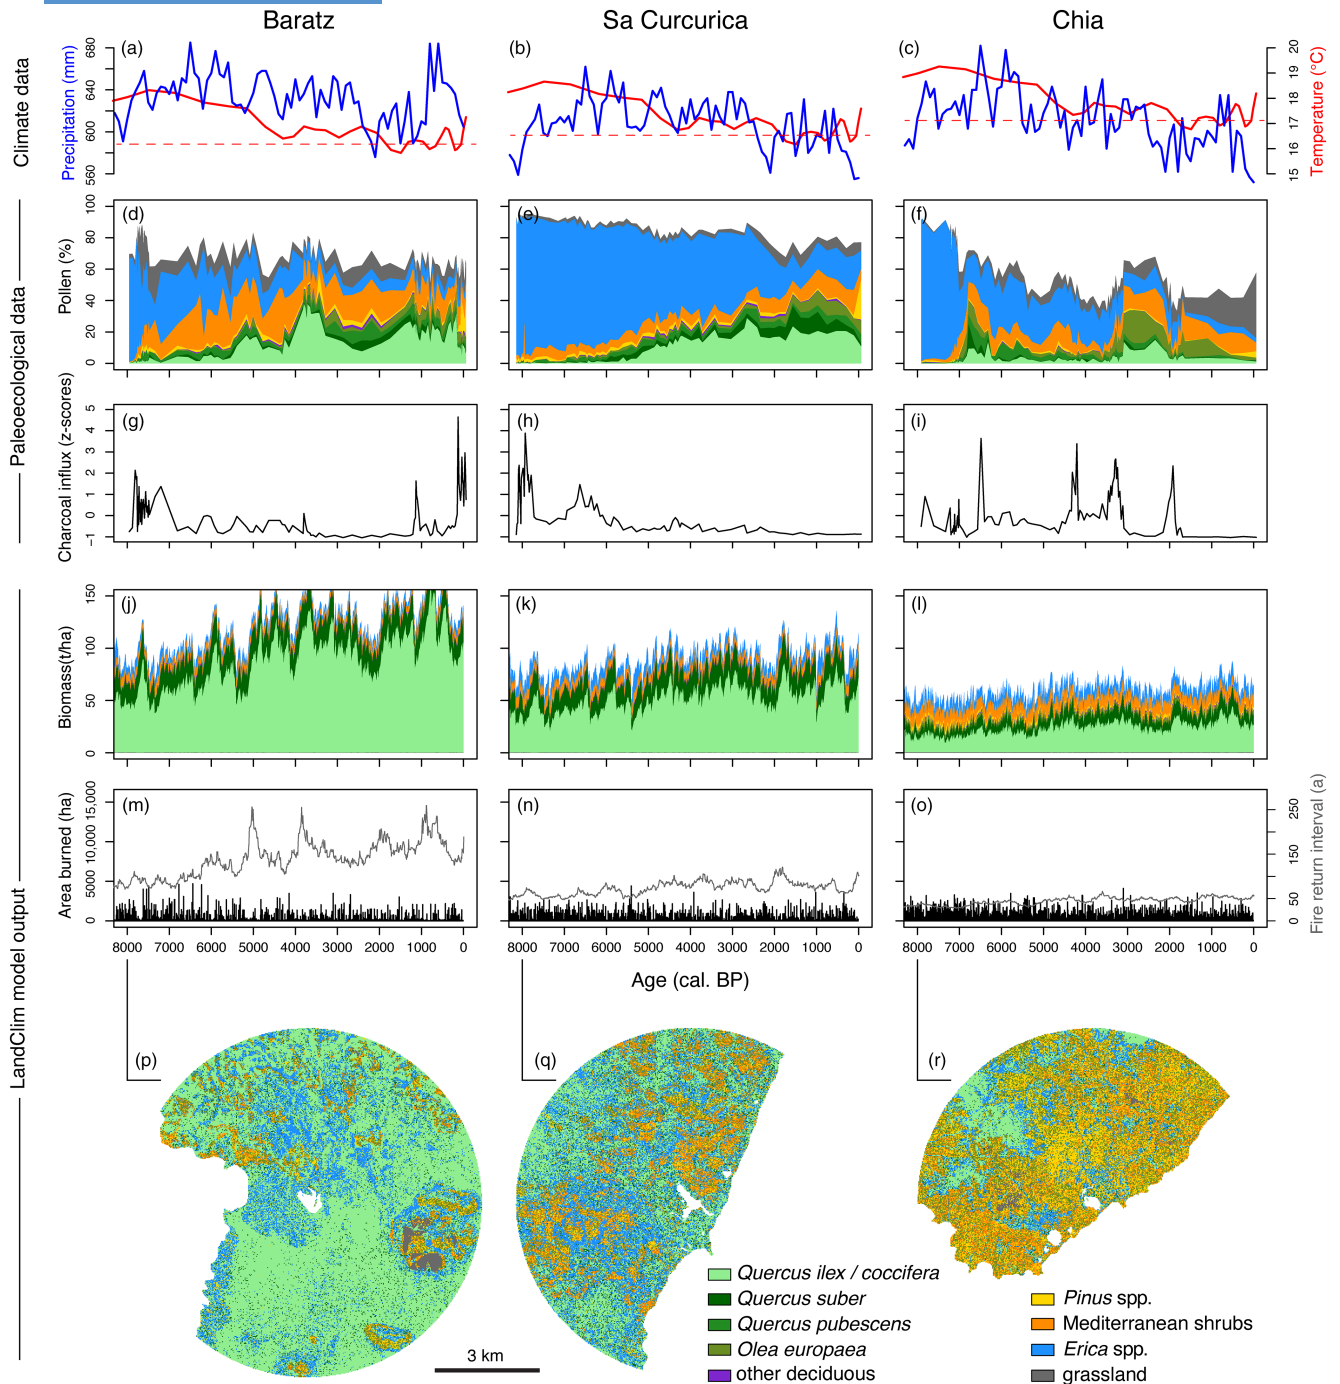 Baratz
Sa Curcurica
Chia
Climate data
Precipitation (mm)
(a)
(b)
(c)
680
640
600
560
20
19
18
17
16
15
Temperature (°C)
Paleoecological data
Pollen (%)
(d)
(e)
(f)
100
80
60
40
20
0
Charcoal influx (z-scores)
(g)
(h)
(i)
5
4
3
2
1
0
−1
LandClim model output
Biomass(t/ha)
(j)
(k)
(l)
150
100
50
0
Area burned (ha)
(m)
(n)
(o)
15,000
10,000
5000
0
250
150
50
0
Fire return interval (a)
8000 7000 6000 5000 4000 3000 2000 1000 0
8000 7000 6000 5000 4000 3000 2000 1000 0
8000 7000 6000 5000 4000 3000 2000 1000 0
Age (cal. BP)
(p)
(q)
(r)
3 km
Quercus ilex / coccifera
Quercus suber
Quercus pubescens
Olea europaea
other deciduous
Pinus spp.
Mediterranean shrubs
Erica spp.
grassland